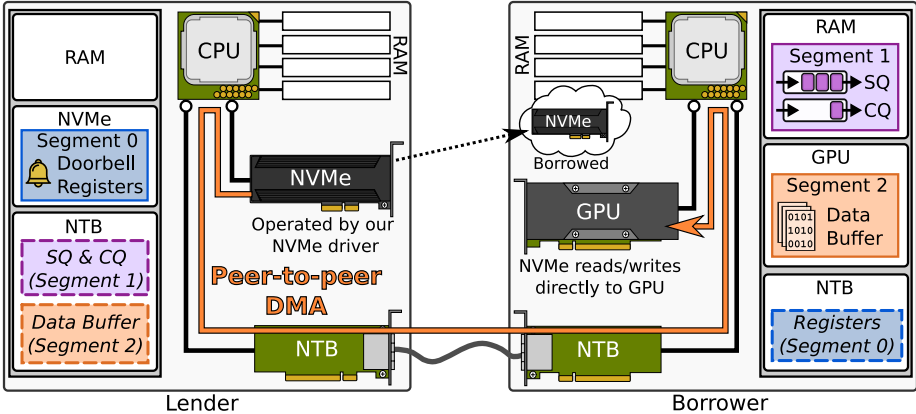 RAM
NVMe
Segment 0
Doorbell
Registers
NTB
SQ & CQ
(Segment 1)
Data Buffer
(Segment 2)
CPU
RAM
NVMe
Operated by our
NVMe driver
Peer-to-peer
DMA
NTB
Lender
RAM
CPU
NVMe
Borrowed
GPU
NVMe reads/writes
directly to GPU
NTB
Borrower
RAM
Segment 1
SQ
CQ
GPU
Segment 2
0101
1010
0010
Data
Buffer
NTB
Registers
(Segment 0)